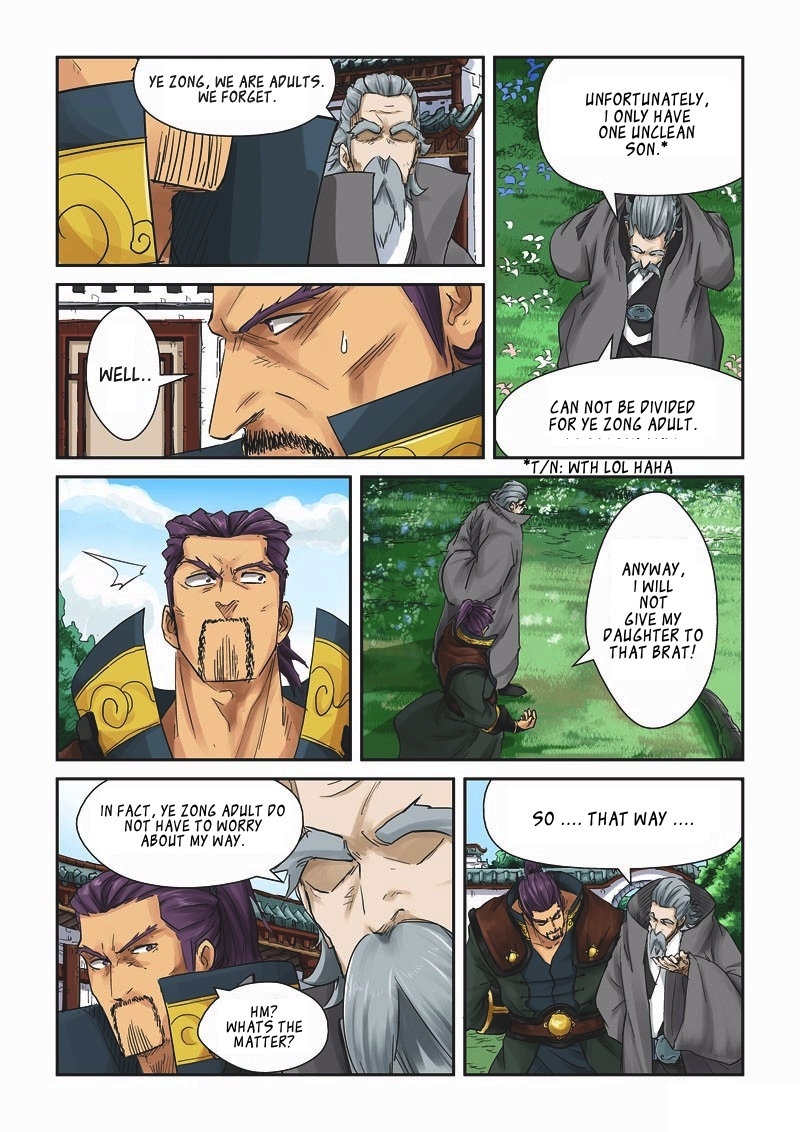 YE ZONG, WE ARE ADULTS.
WE FORGET.
UNFORTUNATELY,
I ONLY HAVE
ONE UNCLEAN
SON.*
CAN NOT BE DIVIDED
FOR YE ZONG ADULT.
*T/N: WTH LOL HAHA
WELL..
ANYWAY,
I WILL
NOT
GIVE MY
DAUGHTER TO
THAT BRAT!
IN FACT, YE ZONG ADULT DO
NOT HAVE TO WORRY
ABOUT MY WAY.
HM?
WHATS THE
MATTER?
SO .... THAT WAY ....